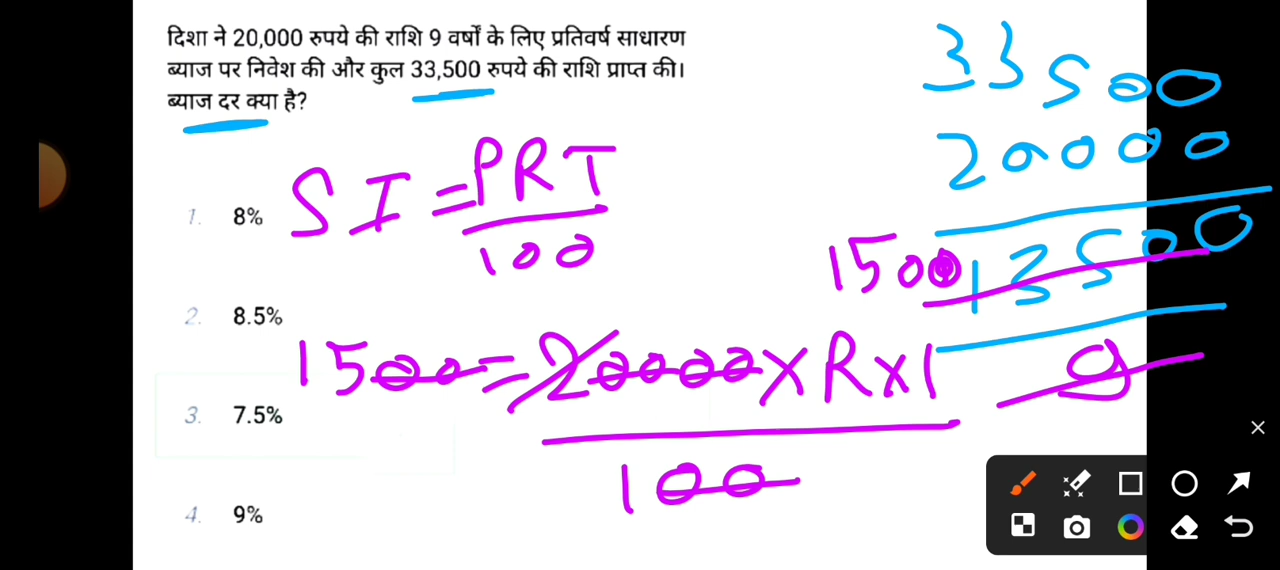 दिशा ने 20,000 रुपये की राशि 9 वर्षों के लिए प्रतिवर्ष साधारण
ब्याज पर निवेश की और कुल 33,500 रुपये की राशि प्राप्त की।
ब्याज दर क्या है?
33500
20000
13500
9
1500
SI = PRT
100
1. 8%
2. 8.5%
1500 = 20000 × R × 1
100
3. 7.5%
4. 9%